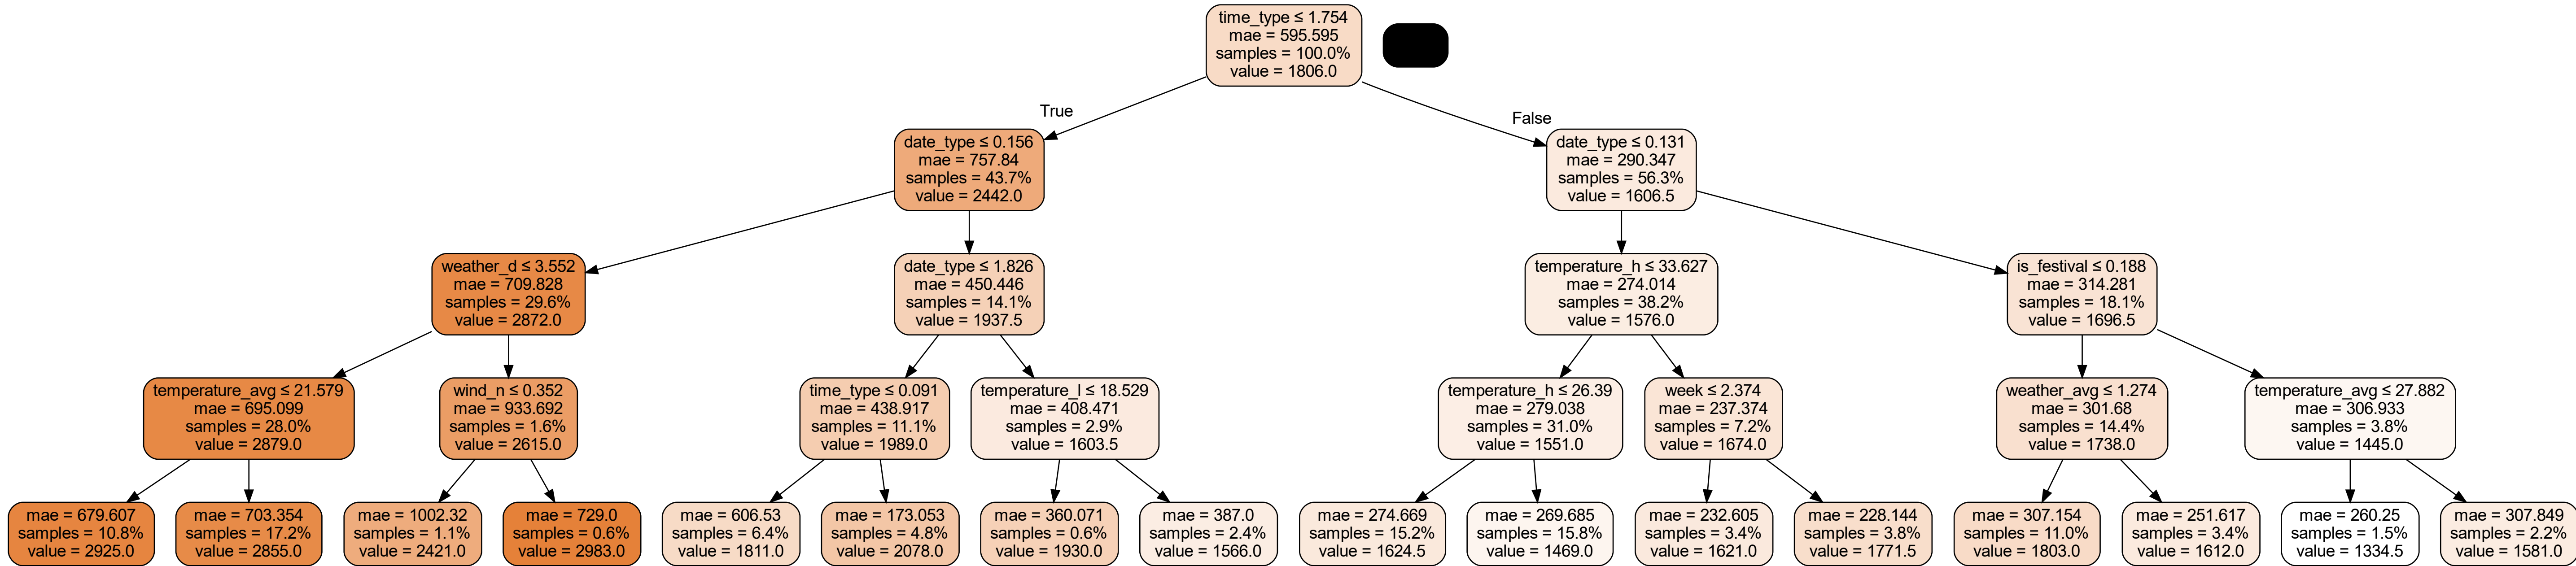 time_type ≤ 1.754
mae = 595.595
samples = 100.0%
value = 1806.0
True
False
date_type ≤ 0.156
mae = 757.84
samples = 43.7%
value = 2442.0
date_type ≤ 0.131
mae = 290.347
samples = 56.3%
value = 1606.5
weather_d ≤ 3.552
mae = 709.828
samples = 29.6%
value = 2872.0
date_type ≤ 1.826
mae = 450.446
samples = 14.1%
value = 1937.5
temperature_h ≤ 33.627
mae = 274.014
samples = 38.2%
value = 1576.0
is_festival ≤ 0.188
mae = 314.281
samples = 18.1%
value = 1696.5
temperature_avg ≤ 21.579
mae = 695.099
samples = 28.0%
value = 2879.0
wind_n ≤ 0.352
mae = 933.692
samples = 1.6%
value = 2615.0
time_type ≤ 0.091
mae = 438.917
samples = 11.1%
value = 1989.0
temperature_l ≤ 18.529
mae = 408.471
samples = 2.9%
value = 1603.5
temperature_h ≤ 26.39
mae = 279.038
samples = 31.0%
value = 1551.0
week ≤ 2.374
mae = 237.374
samples = 7.2%
value = 1674.0
weather_avg ≤ 1.274
mae = 301.68
samples = 14.4%
value = 1738.0
temperature_avg ≤ 27.882
mae = 306.933
samples = 3.8%
value = 1445.0
mae = 679.607
samples = 10.8%
value = 2925.0
mae = 703.354
samples = 17.2%
value = 2855.0
mae = 1002.32
samples = 1.1%
value = 2421.0
mae = 729.0
samples = 0.6%
value = 2983.0
mae = 606.53
samples = 6.4%
value = 1811.0
mae = 173.053
samples = 4.8%
value = 2078.0
mae = 360.071
samples = 0.6%
value = 1930.0
mae = 387.0
samples = 2.4%
value = 1566.0
mae = 274.669
samples = 15.2%
value = 1624.5
mae = 269.685
samples = 15.8%
value = 1469.0
mae = 232.605
samples = 3.4%
value = 1621.0
mae = 228.144
samples = 3.8%
value = 1771.5
mae = 307.154
samples = 11.0%
value = 1803.0
mae = 251.617
samples = 3.4%
value = 1612.0
mae = 260.25
samples = 1.5%
value = 1334.5
mae = 307.849
samples = 2.2%
value = 1581.0